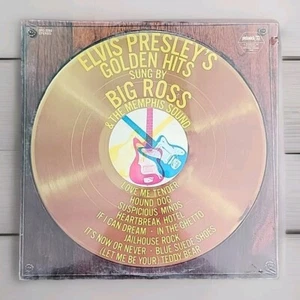 ELVIS PRESLEY'S
GOLDEN HITS
SUNG BY
BIG ROSS
& THE MEMPHIS SOUND
LOVE ME TENDER
HOUND DOG
SUSPICIOUS MINDS
HEARTBREAK HOTEL
IF I CAN DREAM - IN THE GHETTO
JAILHOUSE ROCK
IT'S NOW OR NEVER - BLUE SUEDE SHOES
(LET ME BE YOUR) TEDDY BEAR